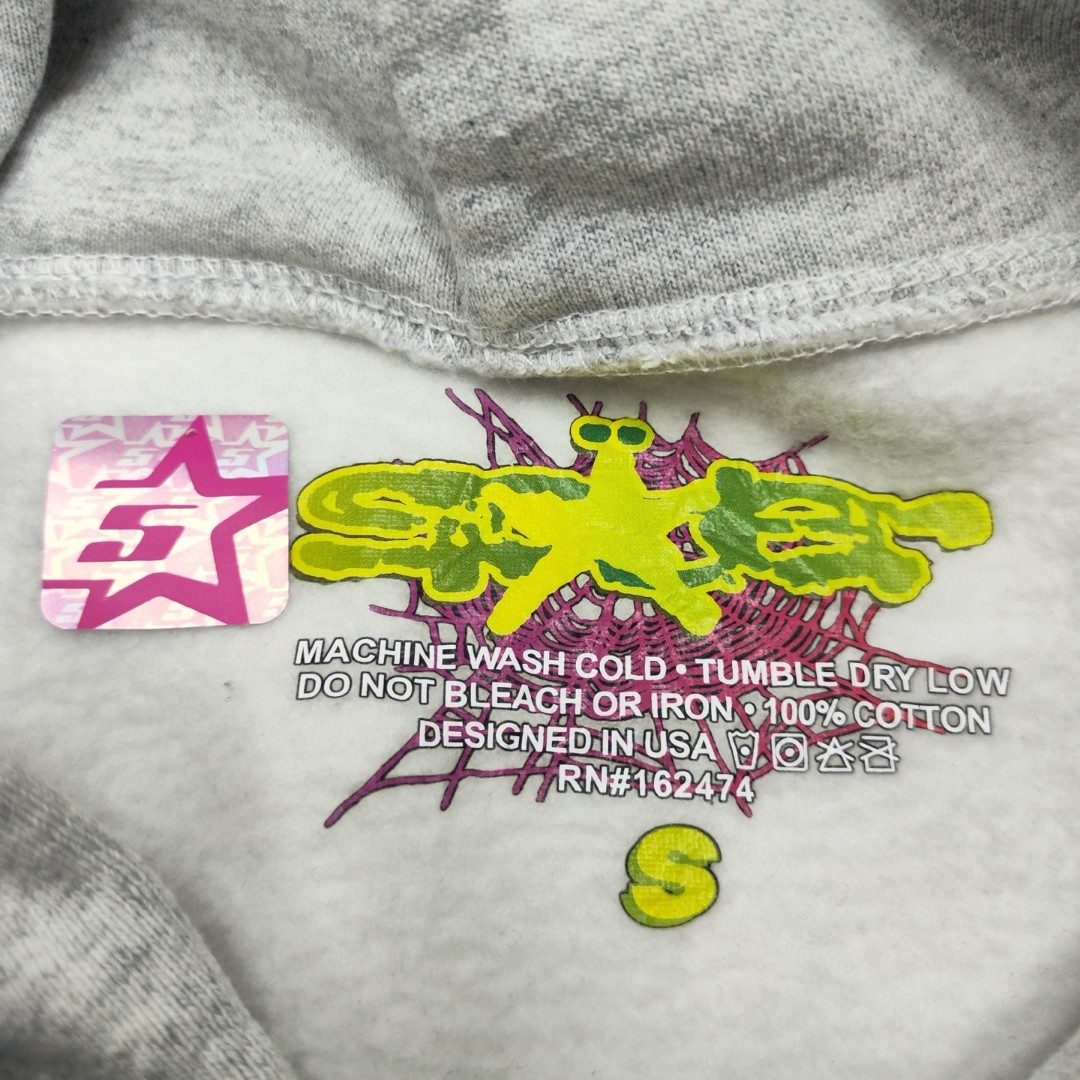 S
MACHINE WASH COLD • TUMBLE DRY LOW
DO NOT BLEACH OR IRON • 100% COTTON
DESIGNED IN USA
RN#162474
S